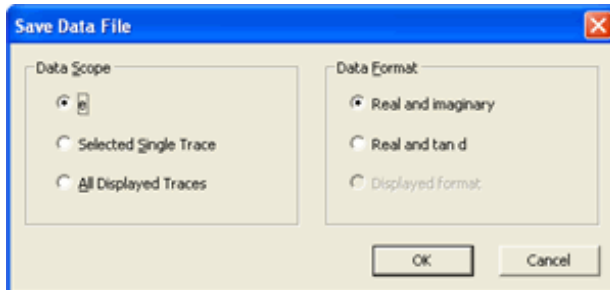 Save Data File
Data Scope
e
Selected Single Trace
All Displayed Traces
Data Format
Real and imaginary
Real and tan d
Displayed format
OK
Cancel